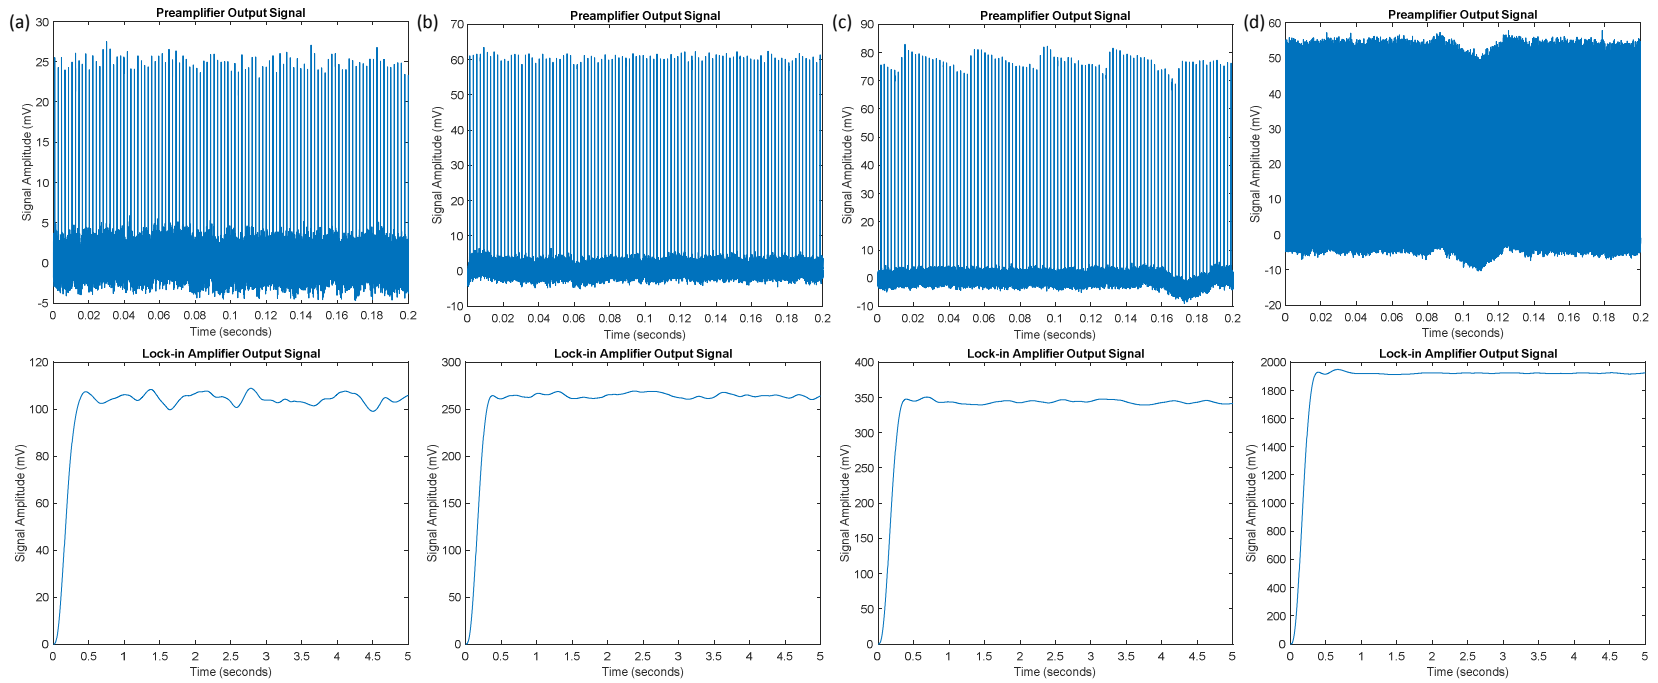 (a)
Preamplifier Output Signal
30
25
20
15
10
5
0
-5
Signal Amplitude (mV)
0 0.02 0.04 0.06 0.08 0.1 0.12 0.14 0.16 0.18 0.2
Time (seconds)
(b)
Preamplifier Output Signal
70
60
50
40
30
20
10
0
-10
Signal Amplitude (mV)
0 0.02 0.04 0.06 0.08 0.1 0.12 0.14 0.16 0.18 0.2
Time (seconds)
(c)
Preamplifier Output Signal
90
80
70
60
50
40
30
20
10
0
-10
Signal Amplitude (mV)
0 0.02 0.04 0.06 0.08 0.1 0.12 0.14 0.16 0.18 0.2
Time (seconds)
(d)
Preamplifier Output Signal
60
50
40
30
20
10
0
-10
-20
Signal Amplitude (mV)
0 0.02 0.04 0.06 0.08 0.1 0.12 0.14 0.16 0.18 0.2
Time (seconds)
Lock-in Amplifier Output Signal
120
100
80
60
40
20
0
Signal Amplitude (mV)
0 0.5 1 1.5 2 2.5 3 3.5 4 4.5 5
Time (seconds)
Lock-in Amplifier Output Signal
300
250
200
150
100
50
0
Signal Amplitude (mV)
0 0.5 1 1.5 2 2.5 3 3.5 4 4.5 5
Time (seconds)
Lock-in Amplifier Output Signal
400
350
300
250
200
150
100
50
0
Signal Amplitude (mV)
0 0.5 1 1.5 2 2.5 3 3.5 4 4.5 5
Time (seconds)
Lock-in Amplifier Output Signal
2000
1800
1600
1400
1200
1000
800
600
400
200
0
Signal Amplitude (mV)
0 0.5 1 1.5 2 2.5 3 3.5 4 4.5 5
Time (seconds)